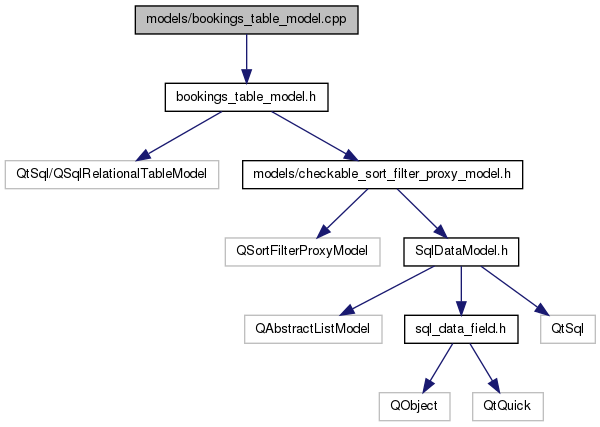 models/bookings_table_model.cpp
bookings_table_model.h
QtSql/QSqlRelationalTableModel
models/checkable_sort_filter_proxy_model.h
QSortFilterProxyModel
SqlDataModel.h
QAbstractListModel
sql_data_field.h
QtSql
QObject
QtQuick